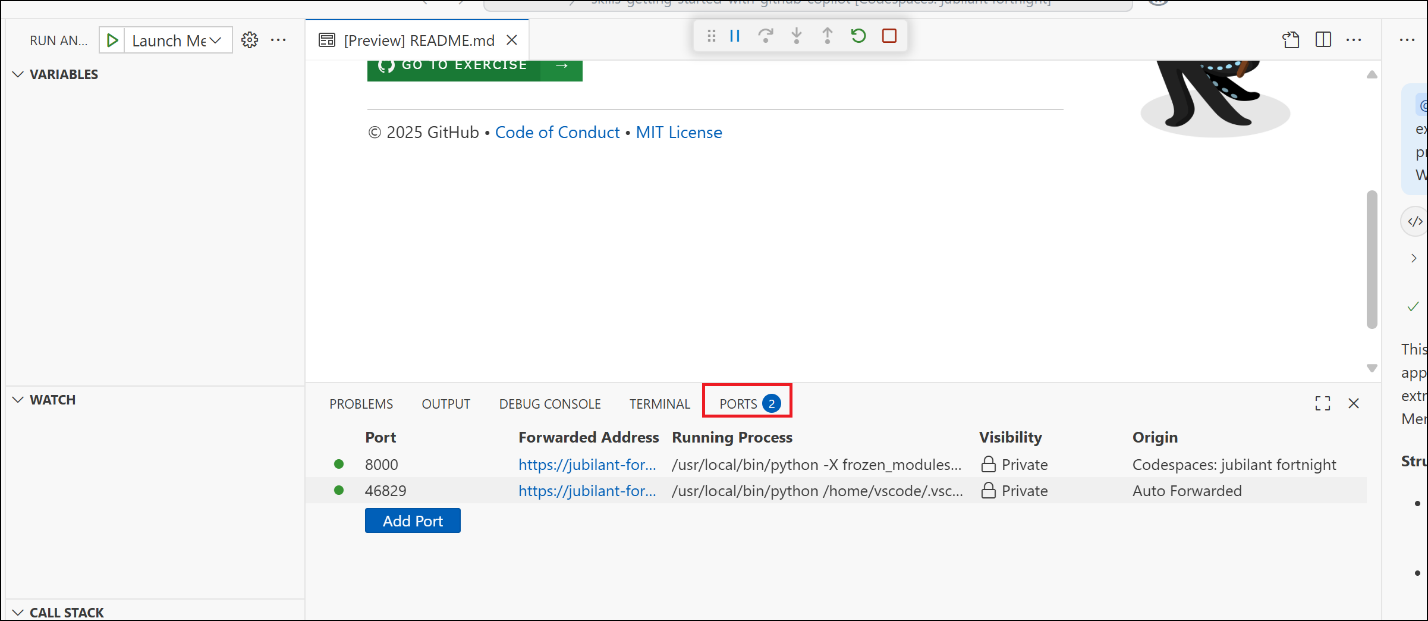 skills-getting-started-with-github-copilot [Codespaces: jubilant fortnight]
RUN AN... Launch Me
[Preview] README.md
VARIABLES
GO TO EXERCISE →
© 2025 GitHub • Code of Conduct • MIT License
WATCH
CALL STACK
PROBLEMS OUTPUT DEBUG CONSOLE TERMINAL PORTS 2
Port Forwarded Address Running Process Visibility Origin
8000 https://jubilant-for... /usr/local/bin/python -X frozen_modules... Private Codespaces: jubilant fortnight
46829 https://jubilant-for... /usr/local/bin/python /home/vscode/.vsc... Private Auto Forwarded
Add Port
ex
pr
W
This
app
extr
Mer
Stru